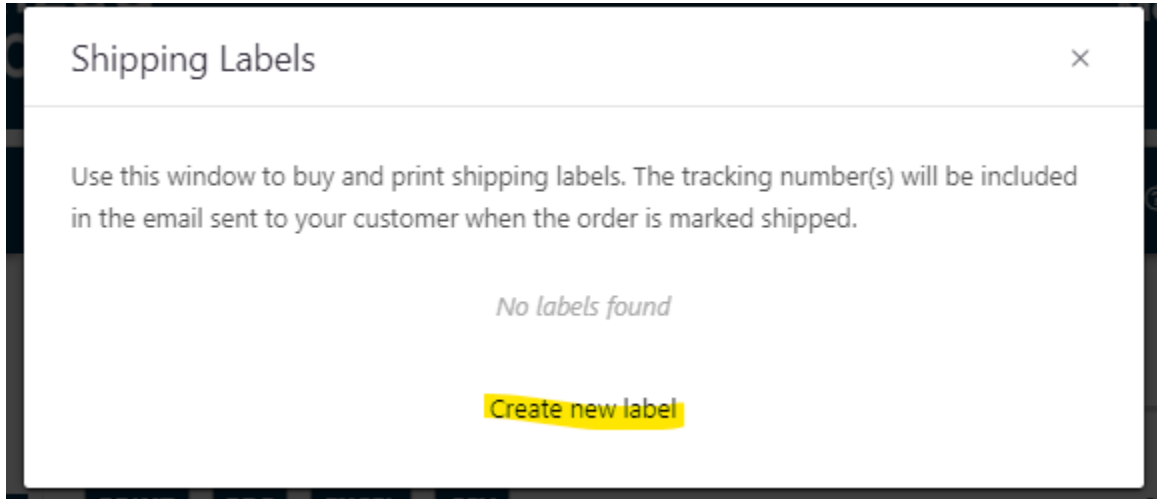 Shipping Labels
×
Use this window to buy and print shipping labels. The tracking number(s) will be included
in the email sent to your customer when the order is marked shipped.
No labels found
Create new label